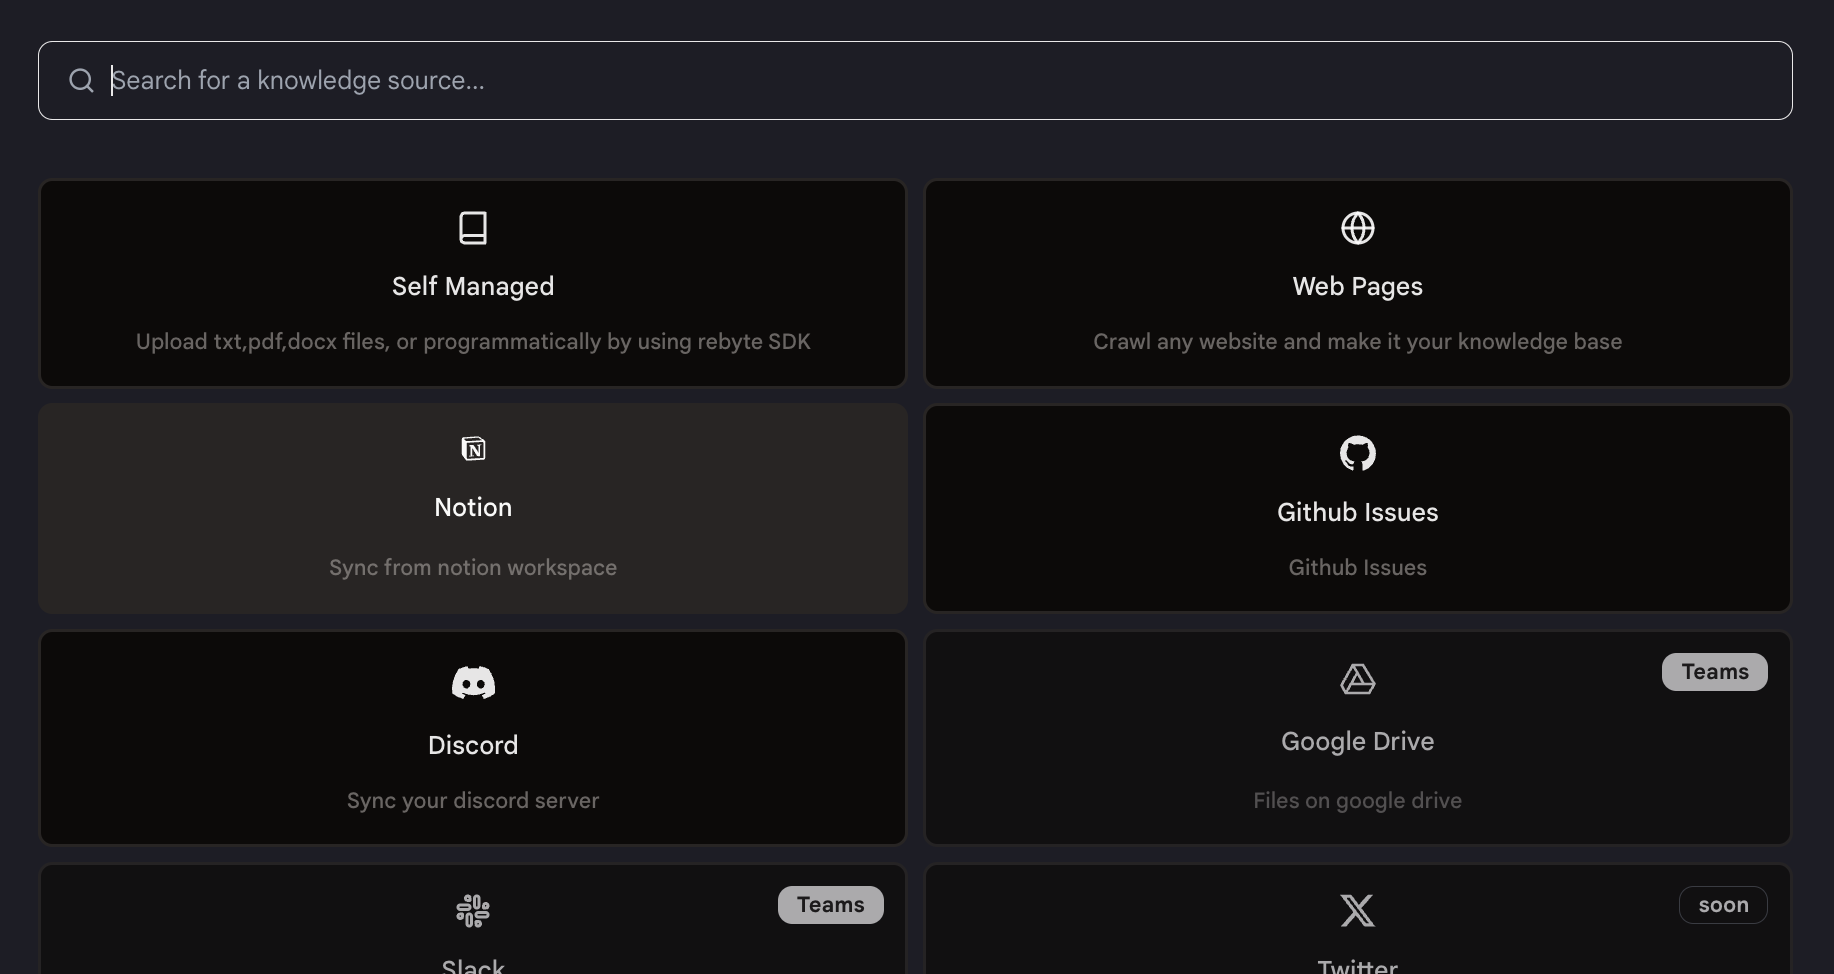 Search for a knowledge source...
Self Managed
Upload txt,pdf,docx files, or programmatically by using rebyte SDK
Web Pages
Crawl any website and make it your knowledge base
Notion
Sync from notion workspace
Github Issues
Github Issues
Discord
Sync your discord server
Teams
Google Drive
Files on google drive
Teams
Slack
soon
Twitter